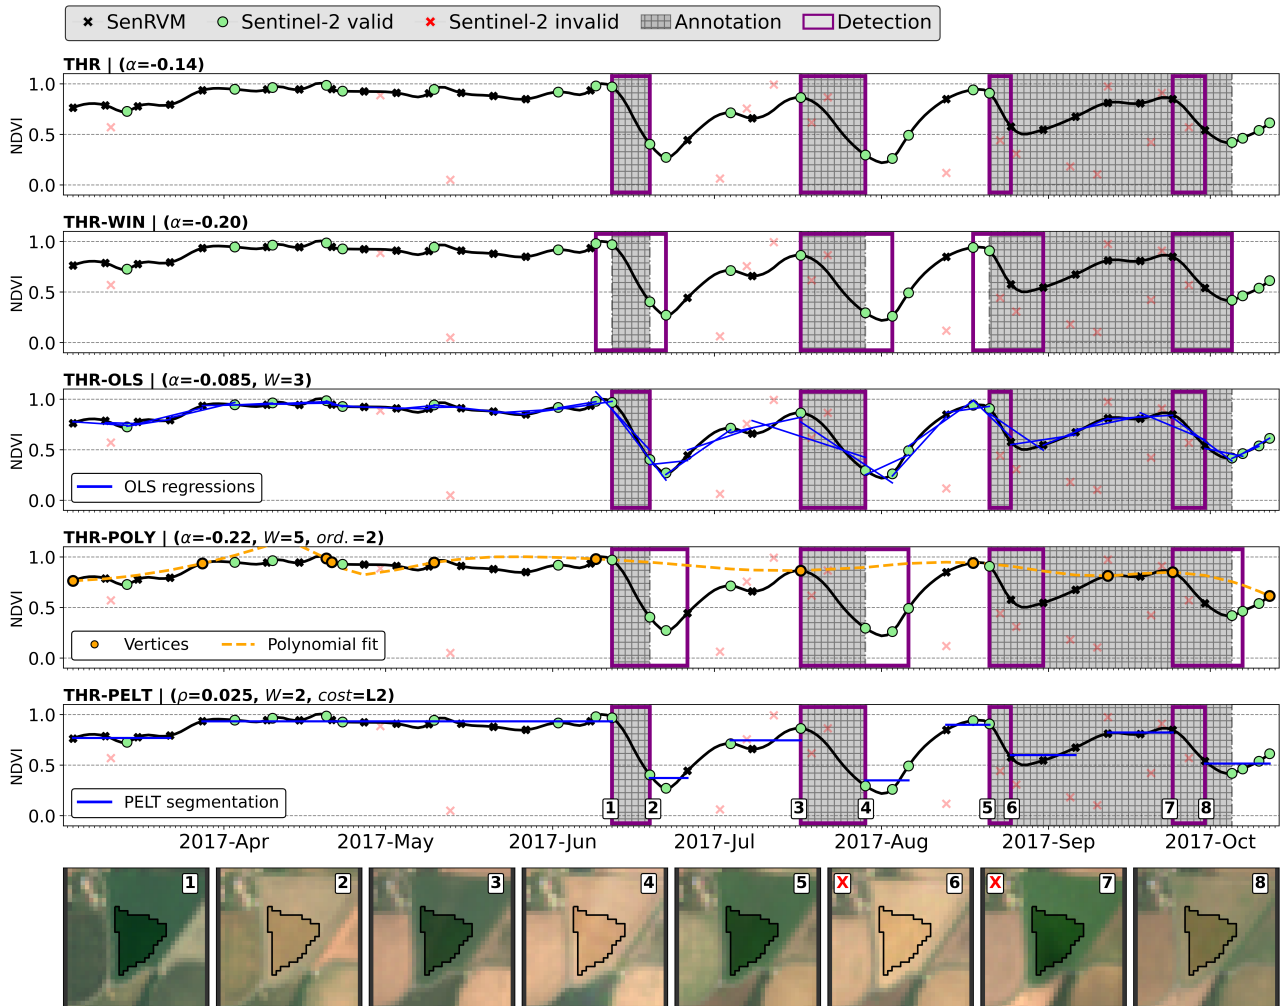 SenRVM Sentinel-2 valid Sentinel-2 invalid Annotation Detection
THR | (α=-0.14)
NDVI
1.0
0.5
0.0
THR-WIN | (α=-0.20)
NDVI
1.0
0.5
0.0
THR-OLS | (α=-0.085, W=3)
NDVI
1.0
0.5
0.0
OLS regressions
THR-POLY | (α=-0.22, W=5, ord.=2)
NDVI
1.0
0.5
0.0
Vertices Polynomial fit
THR-PELT | (ρ=0.025, W=2, cost=L2)
NDVI
1.0
0.5
0.0
PELT segmentation
1 2 3 4 5 6 7 8
2017-Apr 2017-May 2017-Jun 2017-Jul 2017-Aug 2017-Sep 2017-Oct
1 2 3 4 5 X 6 X 7 8